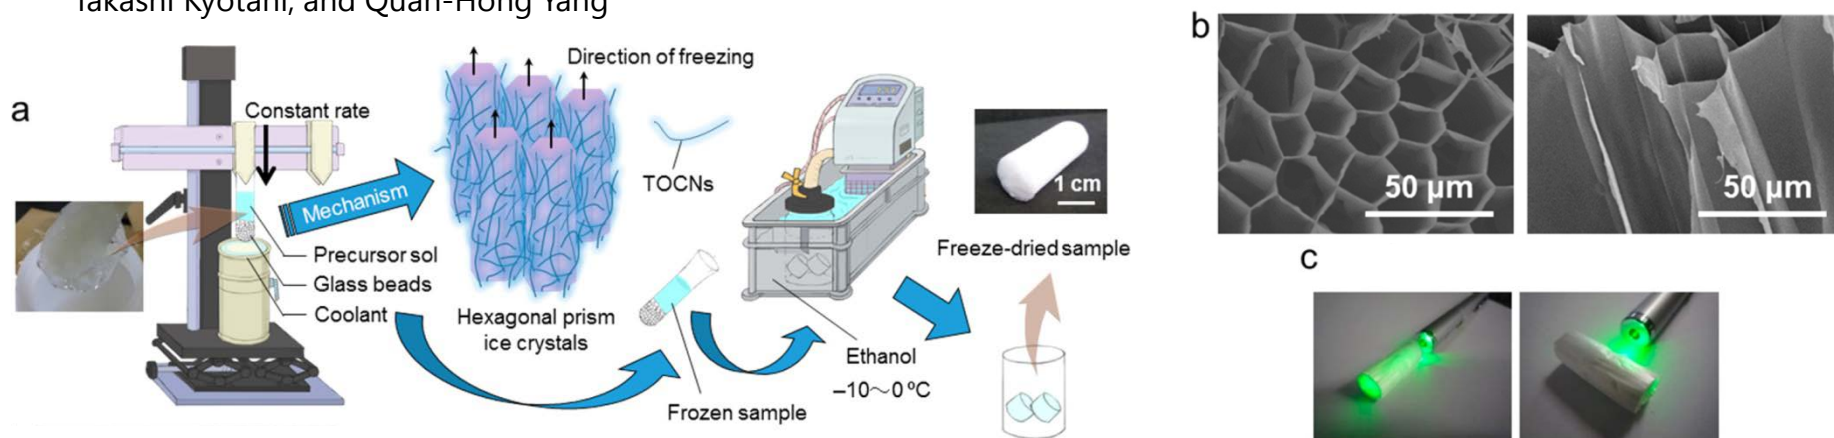 Takashi Kyotani, and Quan-Hong Yang
a
Constant rate
Mechanism
Precursor sol
Glass beads
Coolant
Direction of freezing
TOCNs
Hexagonal prism
ice crystals
Frozen sample
Ethanol
–10～0 ºC
1 cm
Freeze-dried sample
b
50 μm
50 μm
c